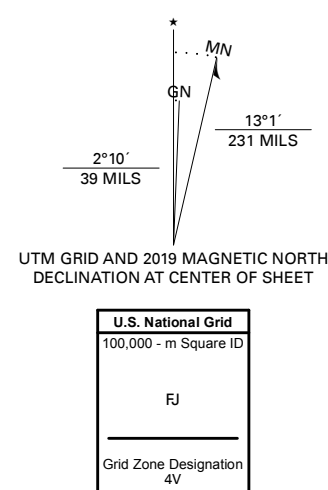 ★
MN
GN
13°1´
231 MILS
2°10´
39 MILS
UTM GRID AND 2019 MAGNETIC NORTH
DECLINATION AT CENTER OF SHEET
U.S. National Grid
100,000 - m Square ID
FJ
Grid Zone Designation
4V